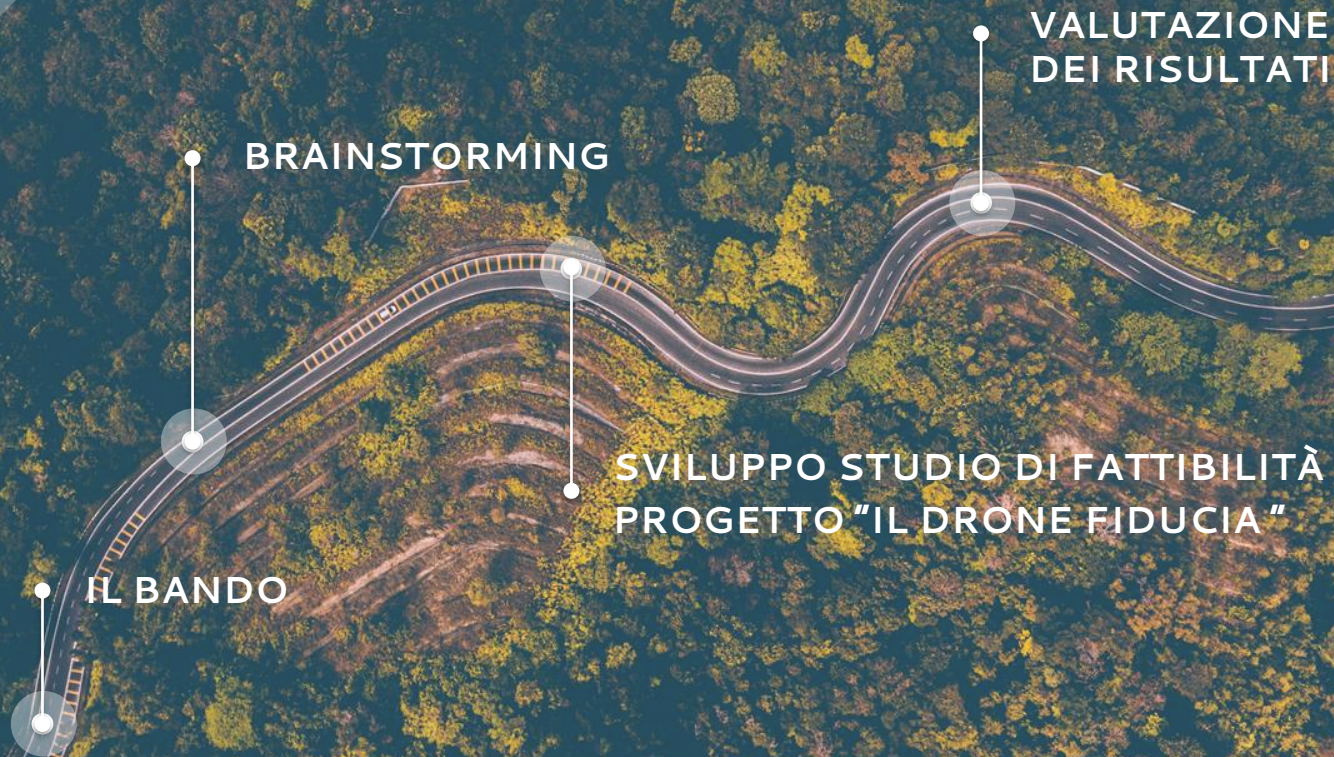 VALUTAZIONE
DEI RISULTATI
BRAINSTORMING
SVILUPPO STUDIO DI FATTIBILITÀ
PROGETTO "IL DRONE FIDUCIA"
IL BANDO